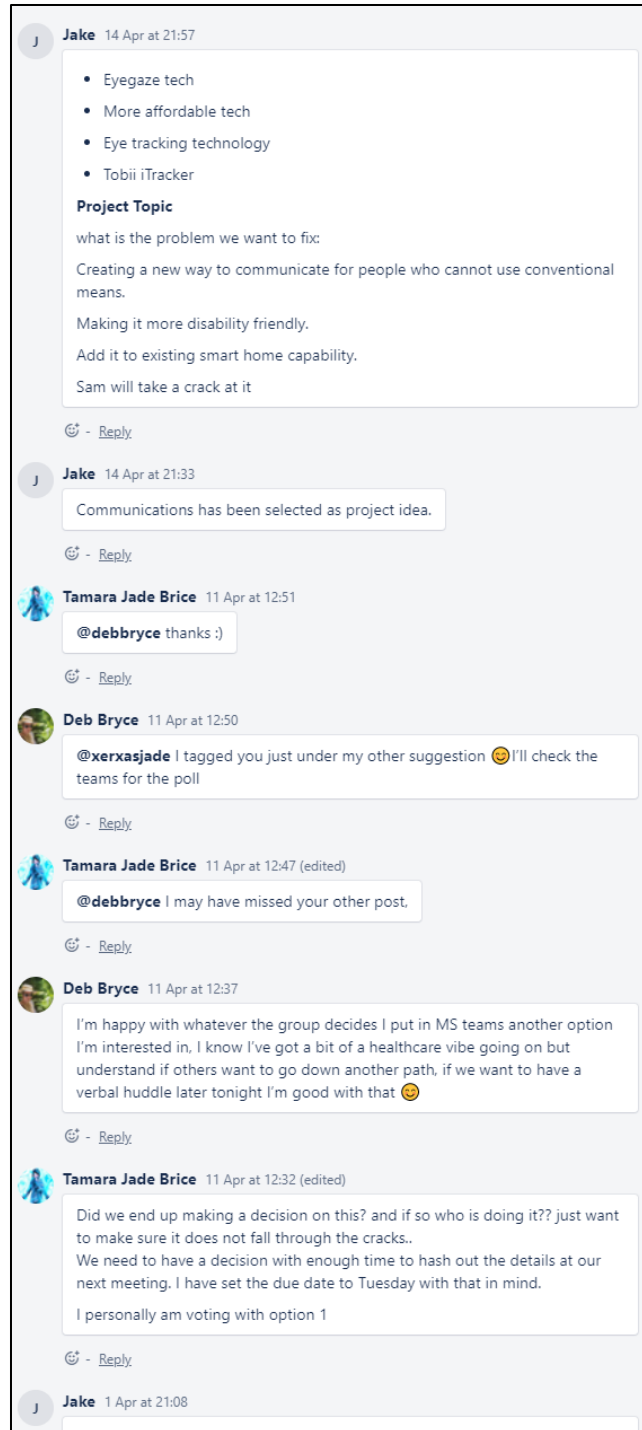 J
Jake 14 Apr at 21:57
• Eyegaze tech
• More affordable tech
• Eye tracking technology
• Tobii iTracker
Project Topic
what is the problem we want to fix:
Creating a new way to communicate for people who cannot use conventional
means.
Making it more disability friendly.
Add it to existing smart home capability.
Sam will take a crack at it
- Reply
J
Jake 14 Apr at 21:33
Communications has been selected as project idea.
- Reply
Tamara Jade Brice 11 Apr at 12:51
@debbryce thanks :)
- Reply
Deb Bryce 11 Apr at 12:50
@xerxasjade I tagged you just under my other suggestion 😊I'll check the
teams for the poll
- Reply
Tamara Jade Brice 11 Apr at 12:47 (edited)
@debbryce I may have missed your other post,
- Reply
Deb Bryce 11 Apr at 12:37
I'm happy with whatever the group decides I put in MS teams another option
I'm interested in, I know I've got a bit of a healthcare vibe going on but
understand if others want to go down another path, if we want to have a
verbal huddle later tonight I'm good with that 😊
- Reply
Tamara Jade Brice 11 Apr at 12:32 (edited)
Did we end up making a decision on this? and if so who is doing it?? just want
to make sure it does not fall through the cracks..
We need to have a decision with enough time to hash out the details at our
next meeting. I have set the due date to Tuesday with that in mind.
I personally am voting with option 1
- Reply
J
Jake 1 Apr at 21:08